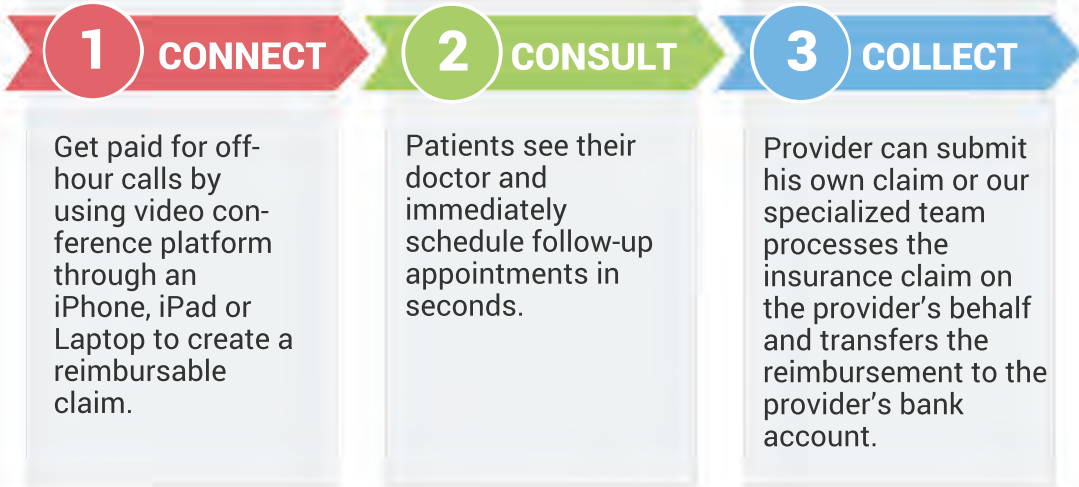 1 CONNECT
Get paid for off-
hour calls by
using video con-
ference platform
through an
iPhone, iPad or
Laptop to create a
reimbursable
claim.
2 CONSULT
Patients see their
doctor and
immediately
schedule follow-up
appointments in
seconds.
3 COLLECT
Provider can submit
his own claim or our
specialized team
processes the
insurance claim on
the provider's behalf
and transfers the
reimbursement to the
provider's bank
account.